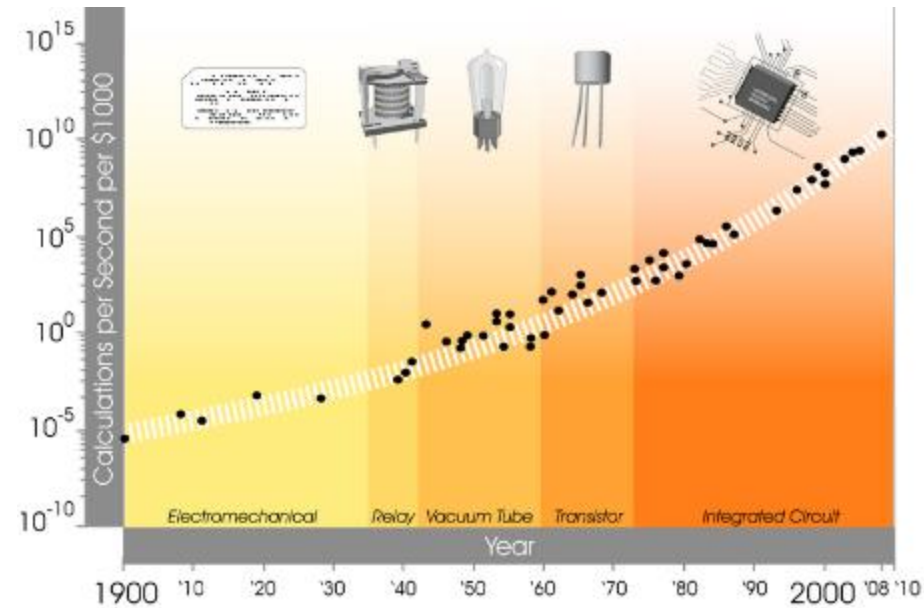 10^15
10^10
10^5
10^0
10^-5
10^-10
Calculations per Second per $1000
Electromechanical
Relay
Vacuum Tube
Transistor
Integrated Circuit
Year
1900 '10 '20 '30 '40 '50 '60 '70 '80 '90 2000 '08 '10